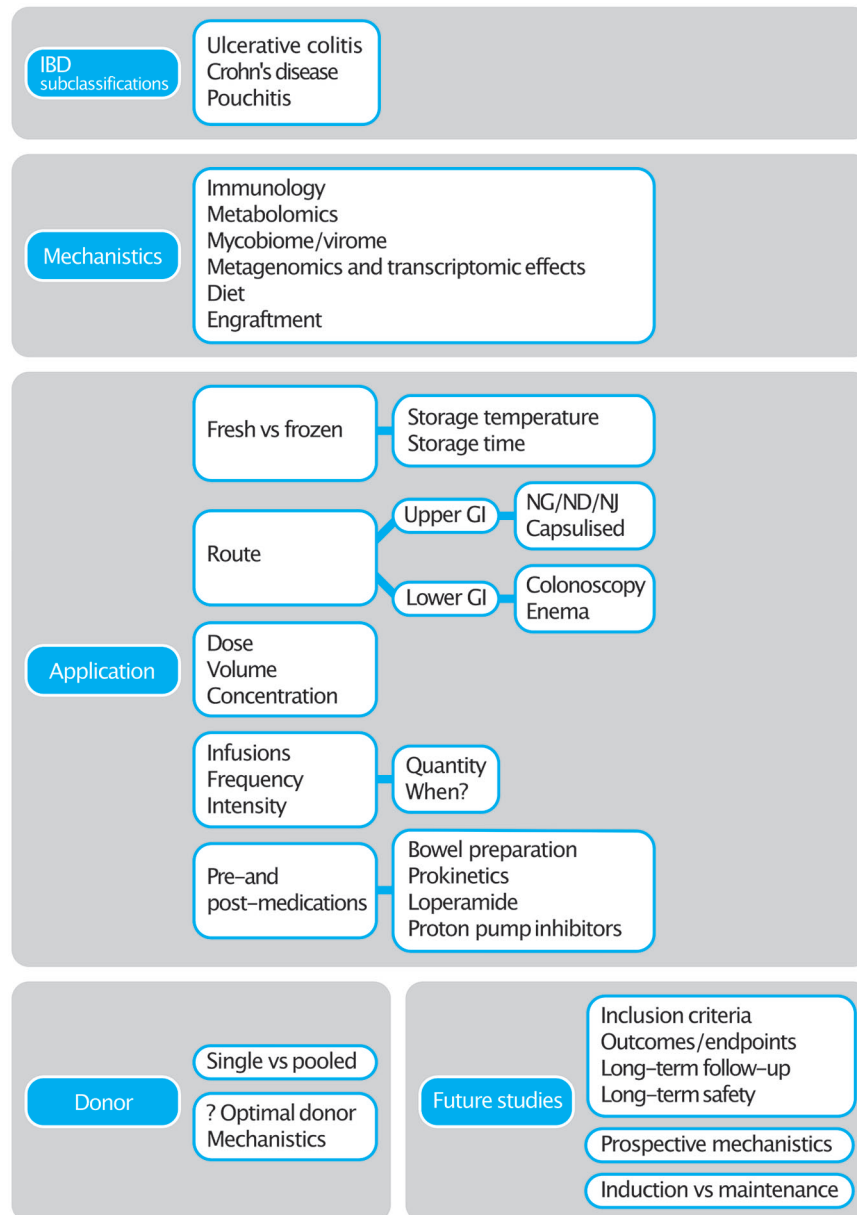 IBD
subclassifications
Ulcerative colitis
Crohn's disease
Pouchitis
Mechanistics
Immunology
Metabolomics
Mycobiome/virome
Metagenomics and transcriptomic effects
Diet
Engraftment
Application
Fresh vs frozen
Storage temperature
Storage time
Route
Upper GI
NG/ND/NJ
Capsulised
Lower GI
Colonoscopy
Enema
Dose
Volume
Concentration
Infusions
Frequency
Intensity
Quantity
When?
Pre-and
post-medications
Bowel preparation
Prokinetics
Loperamide
Proton pump inhibitors
Donor
Single vs pooled
? Optimal donor
Mechanistics
Future studies
Inclusion criteria
Outcomes/endpoints
Long-term follow-up
Long-term safety
Prospective mechanistics
Induction vs maintenance